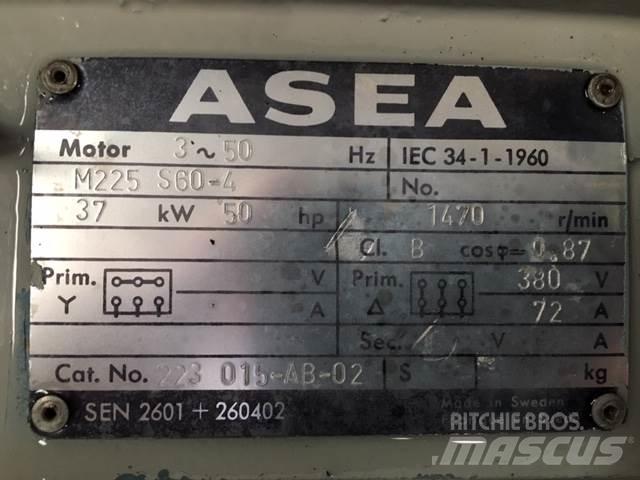 ASEA
Motor 3~50 Hz IEC 34-1-1960
M225 S60-4 No.
37 kW 50 hp 1470 r/min
Cl. B cosφ= 0,87
Prim. V Prim. 380 V
Y A Δ 72 A
Sec. V A
Cat. No. 223 015-AB-02 S kg
SEN 2601 + 260402 Made in Sweden
RITCHIE BROS.
MASCUS